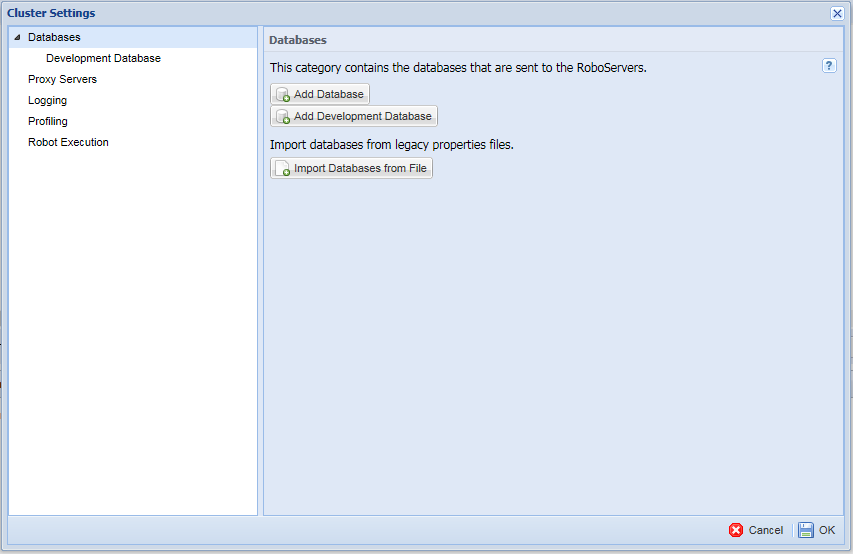 Cluster Settings
Databases
Development Database
Proxy Servers
Logging
Profiling
Robot Execution
Databases
This category contains the databases that are sent to the RoboServers.
?
Add Database
Add Development Database
Import databases from legacy properties files.
Import Databases from File
Cancel
OK